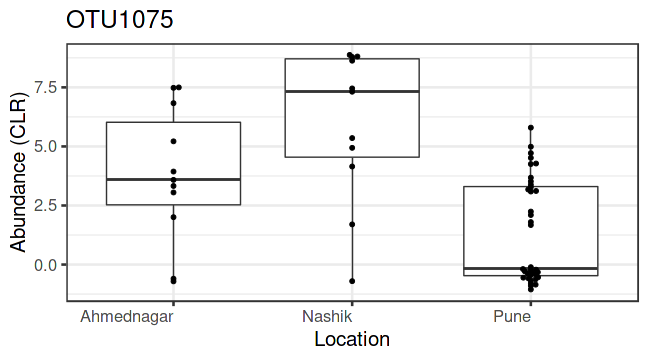 OTU1075
Abundance (CLR)
7.5
5.0
2.5
0.0
Ahmednagar
Nashik
Pune
Location